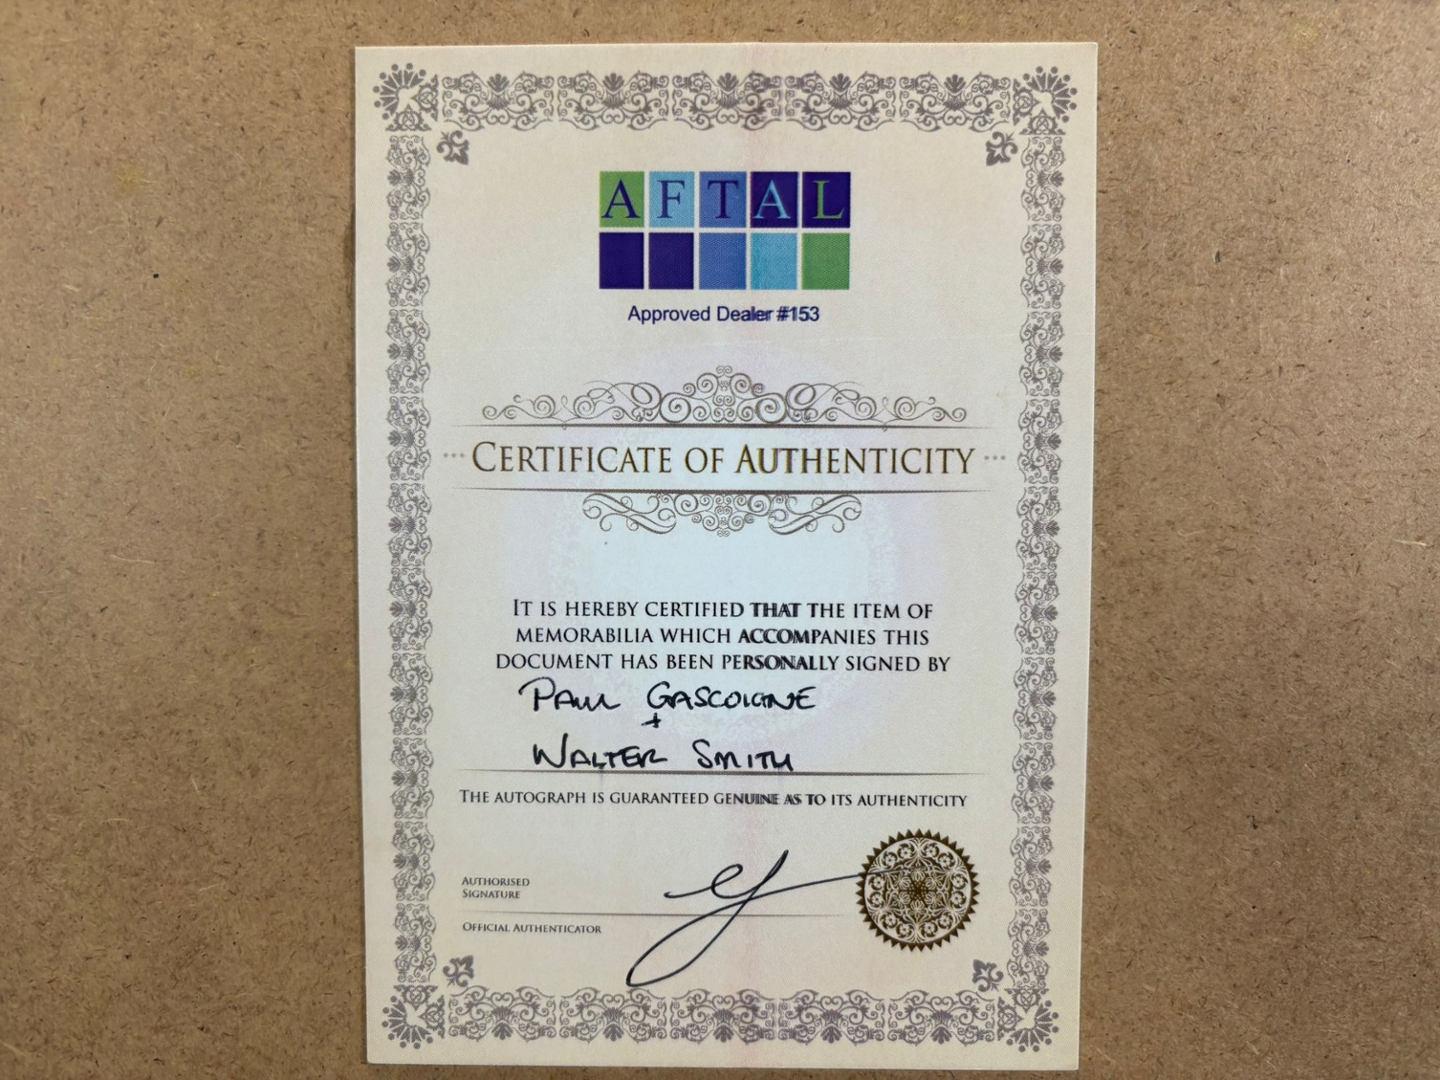 AFTAL
Approved Dealer #153
CERTIFICATE OF AUTHENTICITY
IT IS HEREBY CERTIFIED THAT THE ITEM OF
MEMORABILIA WHICH ACCOMPANIES THIS
DOCUMENT HAS BEEN PERSONALLY SIGNED BY
PAUL GASCOIGNE
+
WALTER SMITH
THE AUTOGRAPH IS GUARANTEED GENUINE AS TO ITS AUTHENTICITY
AUTHORISED
SIGNATURE
OFFICIAL AUTHENTICATOR